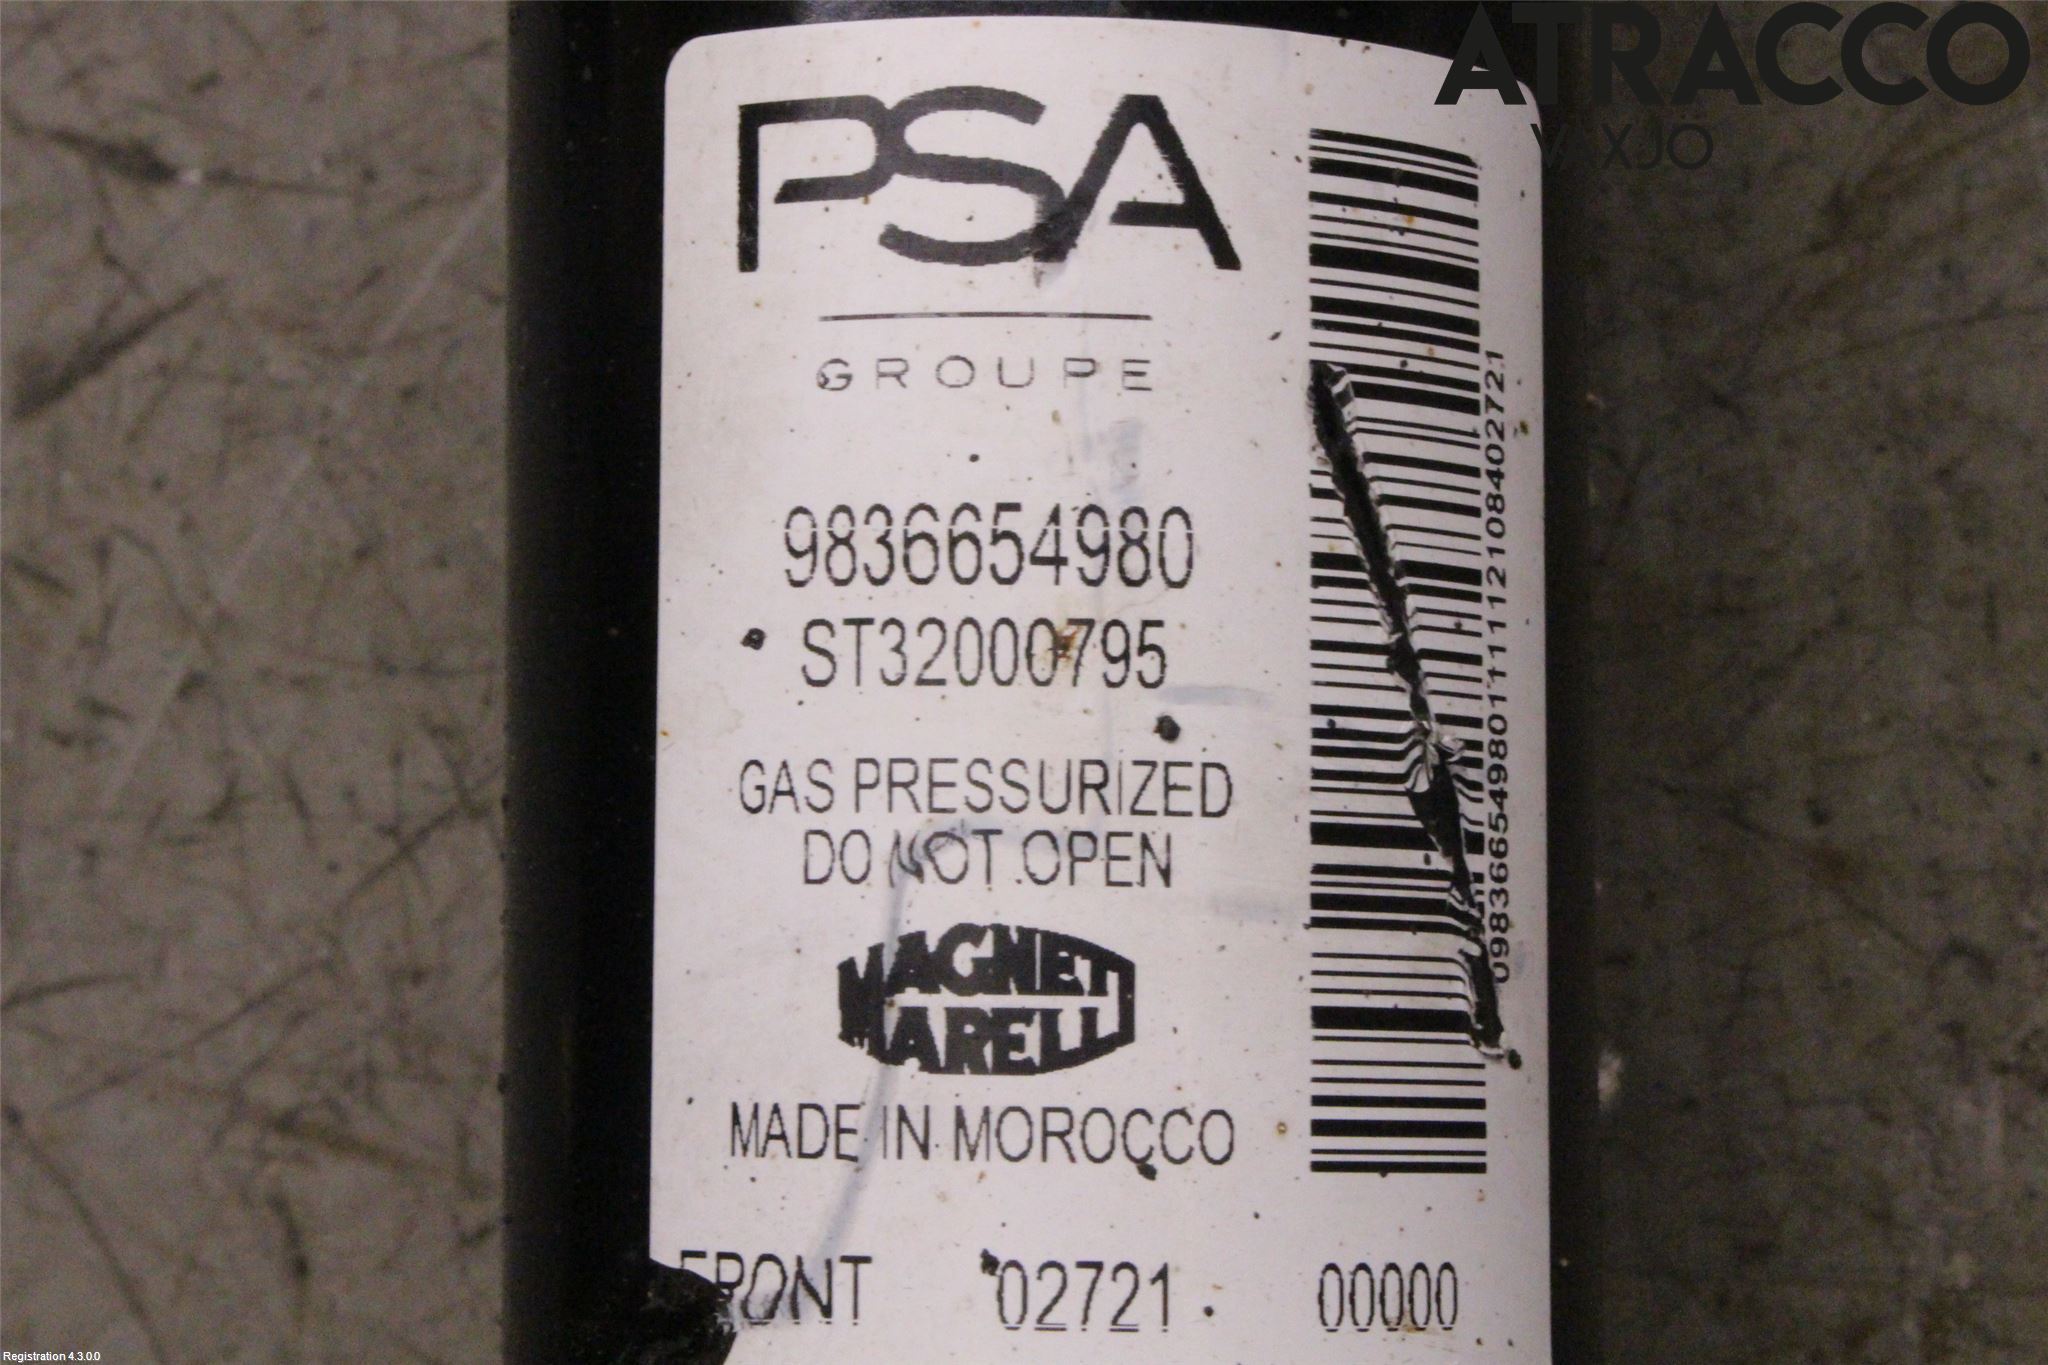 PSA
GROUPE
9836654980
ST32000795
GAS PRESSURIZED
DO NOT OPEN
MAGNETI
MARELLI
MADE IN MOROCCO
FRONT 02721 00000
ATRACCO
VÄXJÖ
Registration 4.3.0.0